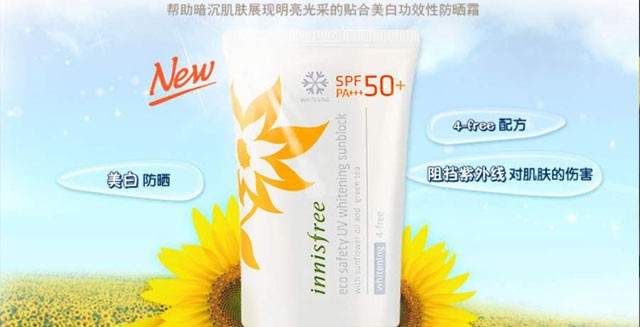 帮助暗沉肌肤展现明亮光采的贴合美白功效性防晒霜
New
WHITENING
SPF 50+
PA+++
4-free 配方
美白 防晒
阻挡紫外线 对肌肤的伤害
innisfree
eco safety UV whitening sunblock
with sunflower oil and green tea
whitening 4-free